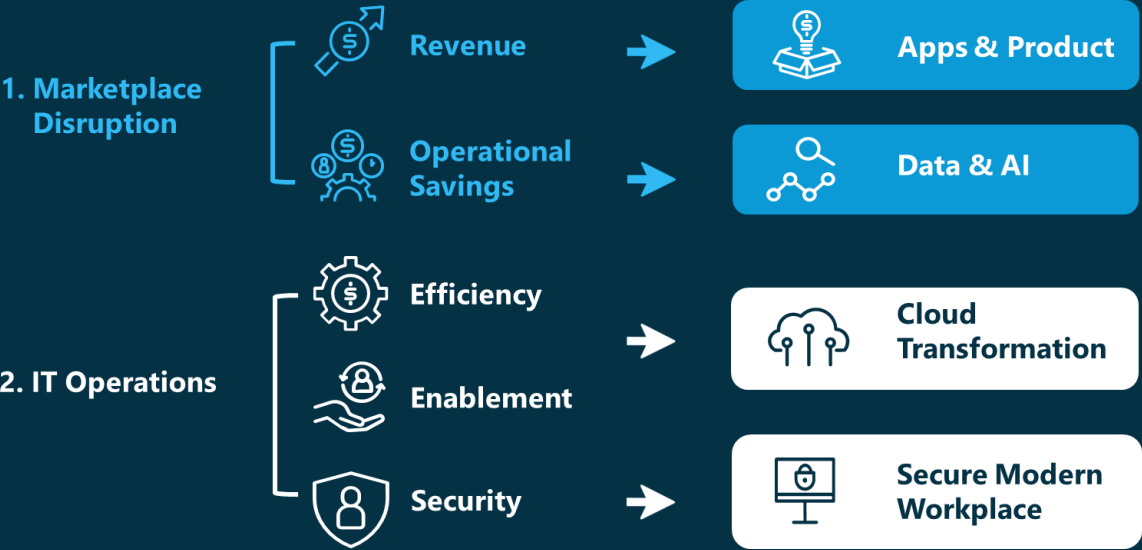 1. Marketplace
Disruption
Revenue
Apps & Product
Operational
Savings
Data & AI
2. IT Operations
Efficiency
Enablement
Cloud
Transformation
Security
Secure Modern
Workplace